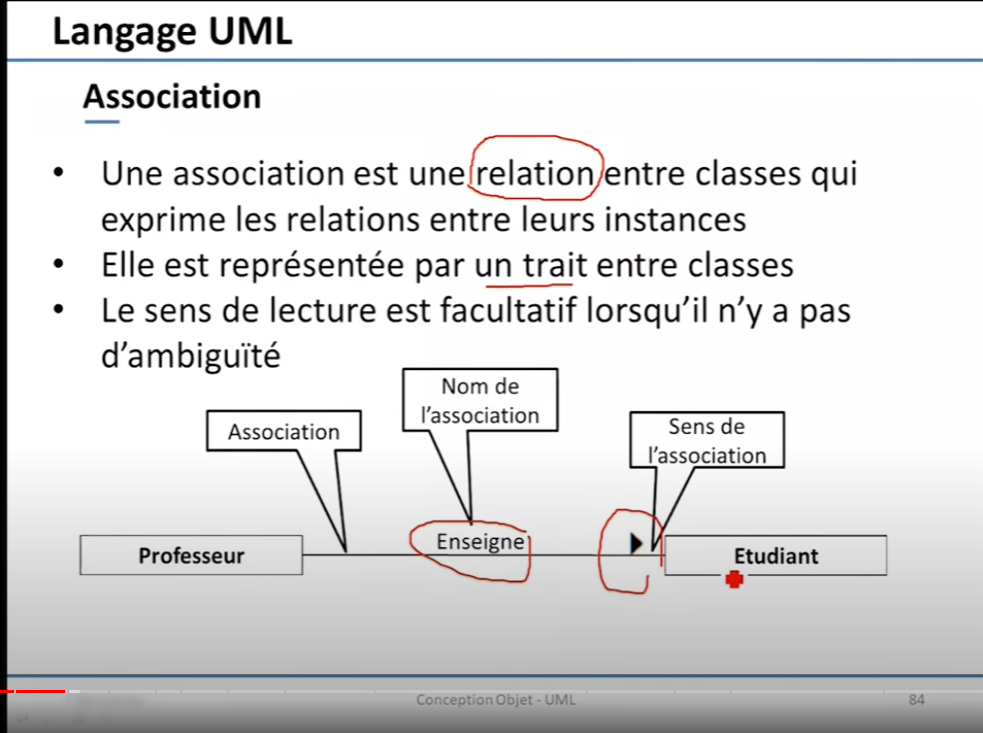 Langage UML
Association
• Une association est une relation entre classes qui
exprime les relations entre leurs instances
• Elle est représentée par un trait entre classes
• Le sens de lecture est facultatif lorsqu'il n'y a pas
d'ambiguïté
Association
Nom de
l'association
Sens de
l'association
Professeur
Enseigne
Etudiant
Conception Objet - UML
84